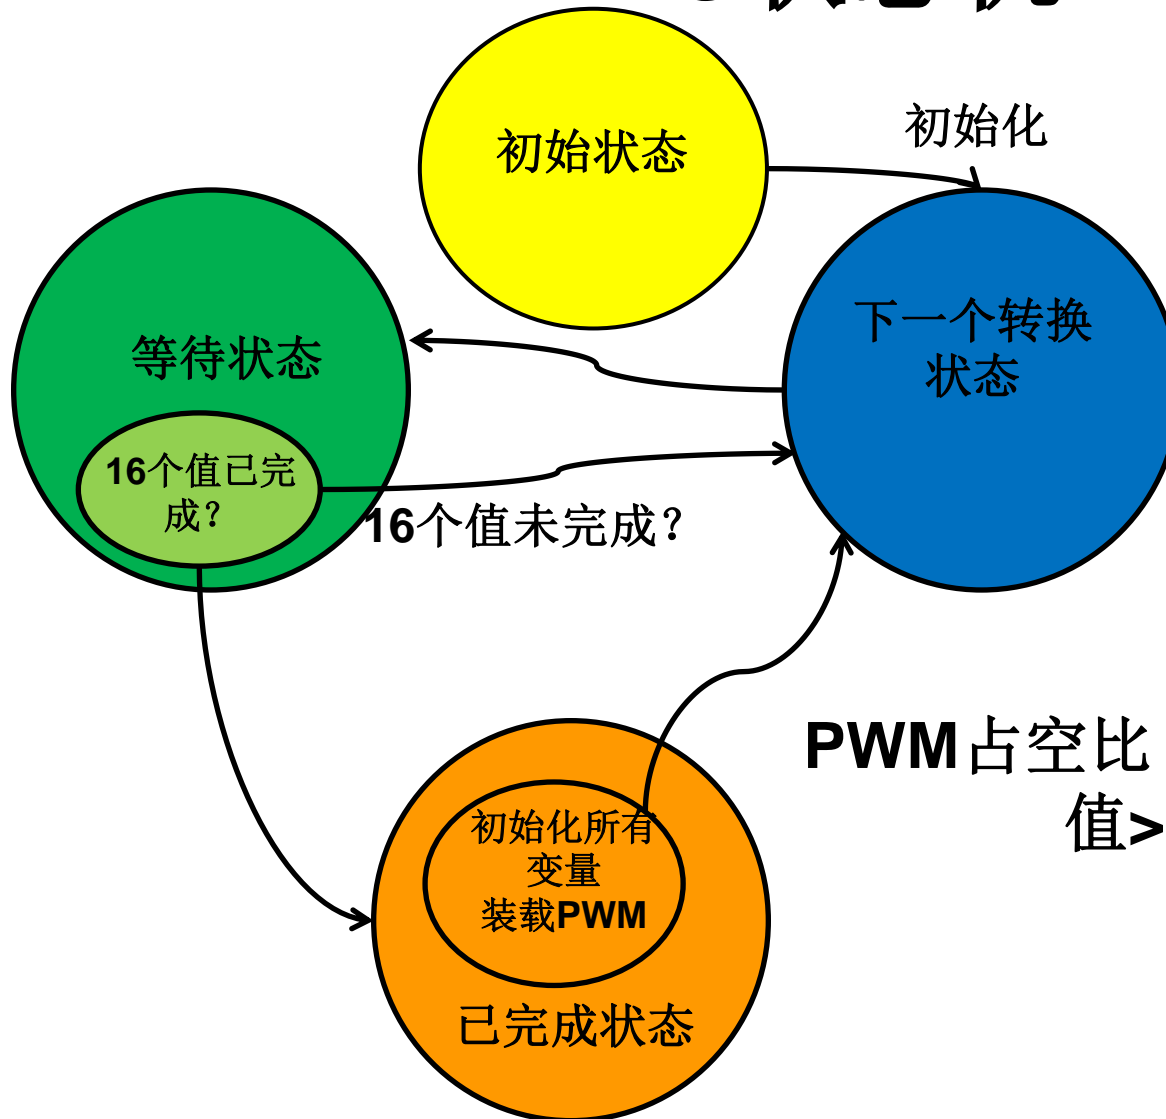 初始状态
初始化
下一个转换
状态
等待状态
16个值已完
成？
16个值未完成？
PWM占空比
值>
初始化所有
变量
装载PWM
已完成状态